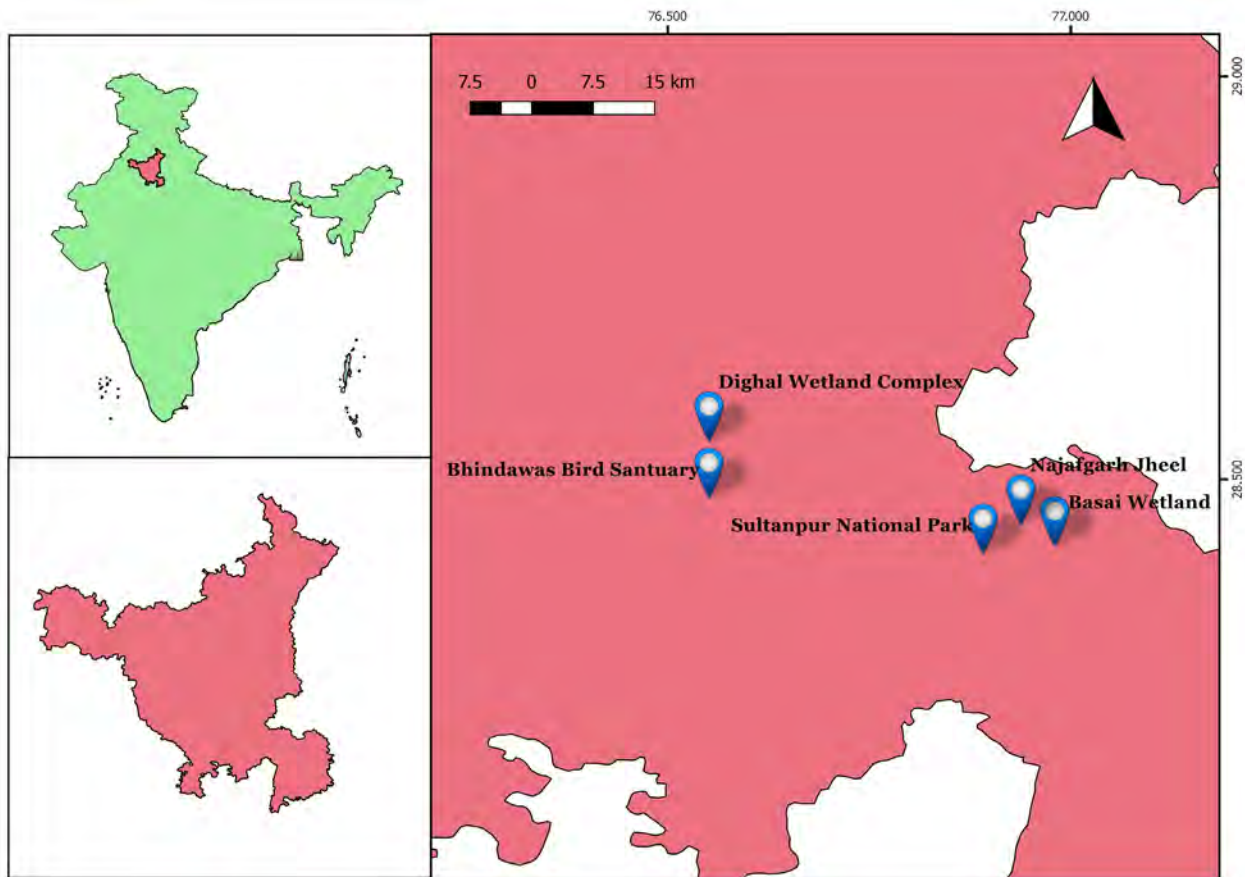 76.500
77.000
29.000
7.5 0 7.5 15 km
Dighal Wetland Complex
Bhindawas Bird Santuary
Najafgarh Jheel
28.500
Basai Wetland
Sultanpur National Park